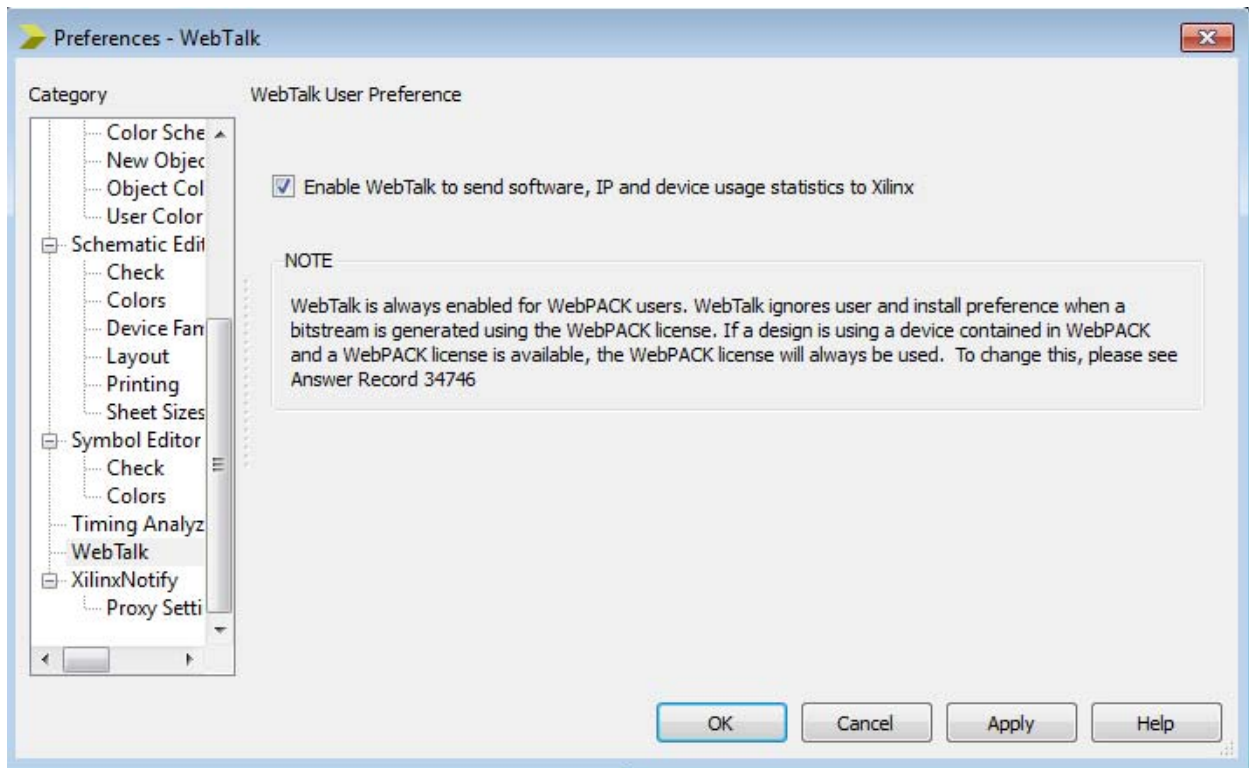 Preferences - WebTalk
Category
Color Sche
New Objec
Object Col
User Color
Schematic Edit
Check
Colors
Device Fam
Layout
Printing
Sheet Sizes
Symbol Editor
Check
Colors
Timing Analyz
WebTalk
XilinxNotify
Proxy Setti
WebTalk User Preference
Enable WebTalk to send software, IP and device usage statistics to Xilinx
NOTE
WebTalk is always enabled for WebPACK users. WebTalk ignores user and install preference when a
bitstream is generated using the WebPACK license. If a design is using a device contained in WebPACK
and a WebPACK license is available, the WebPACK license will always be used. To change this, please see
Answer Record 34746
OK Cancel Apply Help